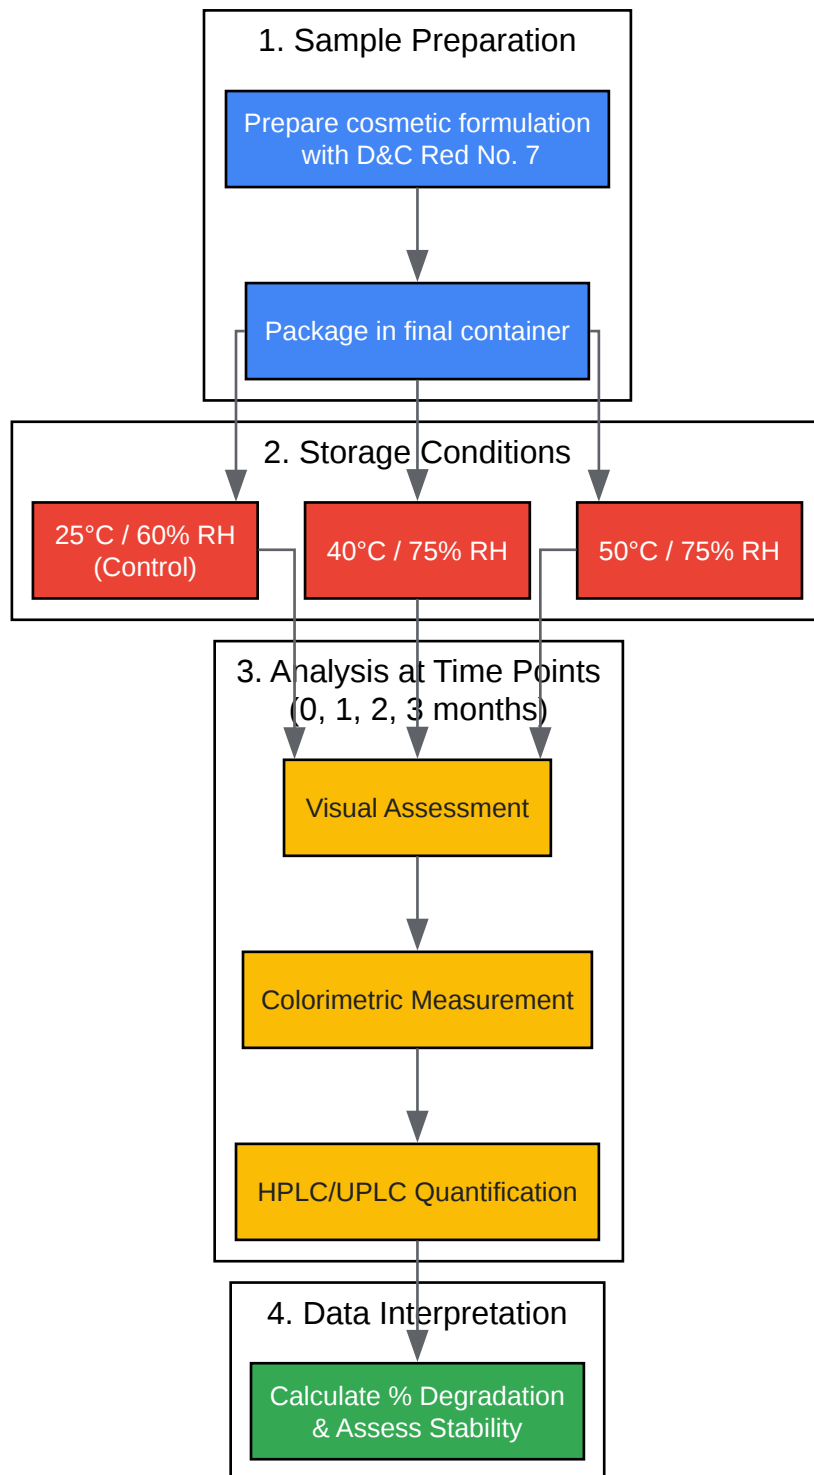 1. Sample Preparation
Prepare cosmetic formulation
with D&C Red No. 7
Package in final container
2. Storage Conditions
25°C / 60% RH
(Control)
40°C / 75% RH
50°C / 75% RH
3. Analysis at Time Points
(0, 1, 2, 3 months)
Visual Assessment
Colorimetric Measurement
HPLC/UPLC Quantification
4. Data Interpretation
Calculate % Degradation
& Assess Stability